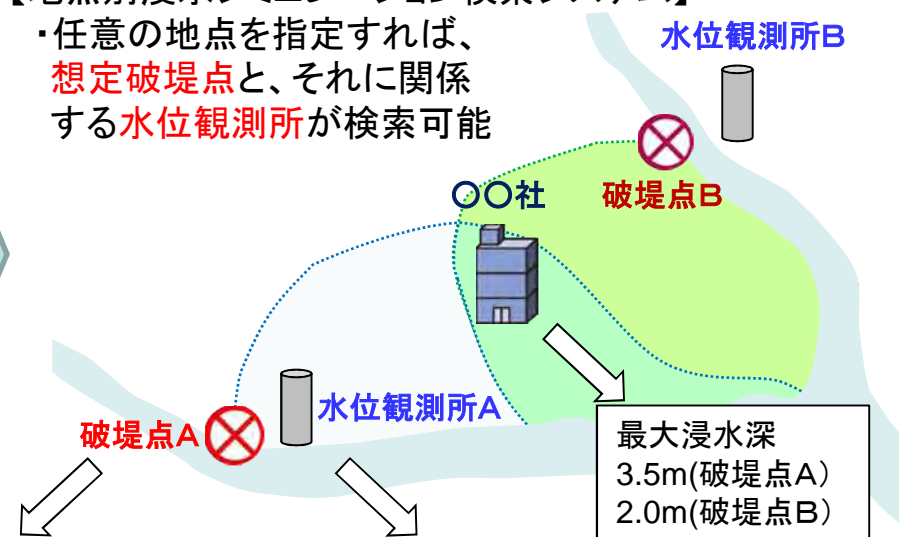 ・任意の地点を指定すれば、
想定破堤点と、それに関係
する水位観測所が検索可能
水位観測所B
〇〇社
破堤点B
水位観測所A
破堤点A
最大浸水深
3.5m(破堤点A)
2.0m(破堤点B)